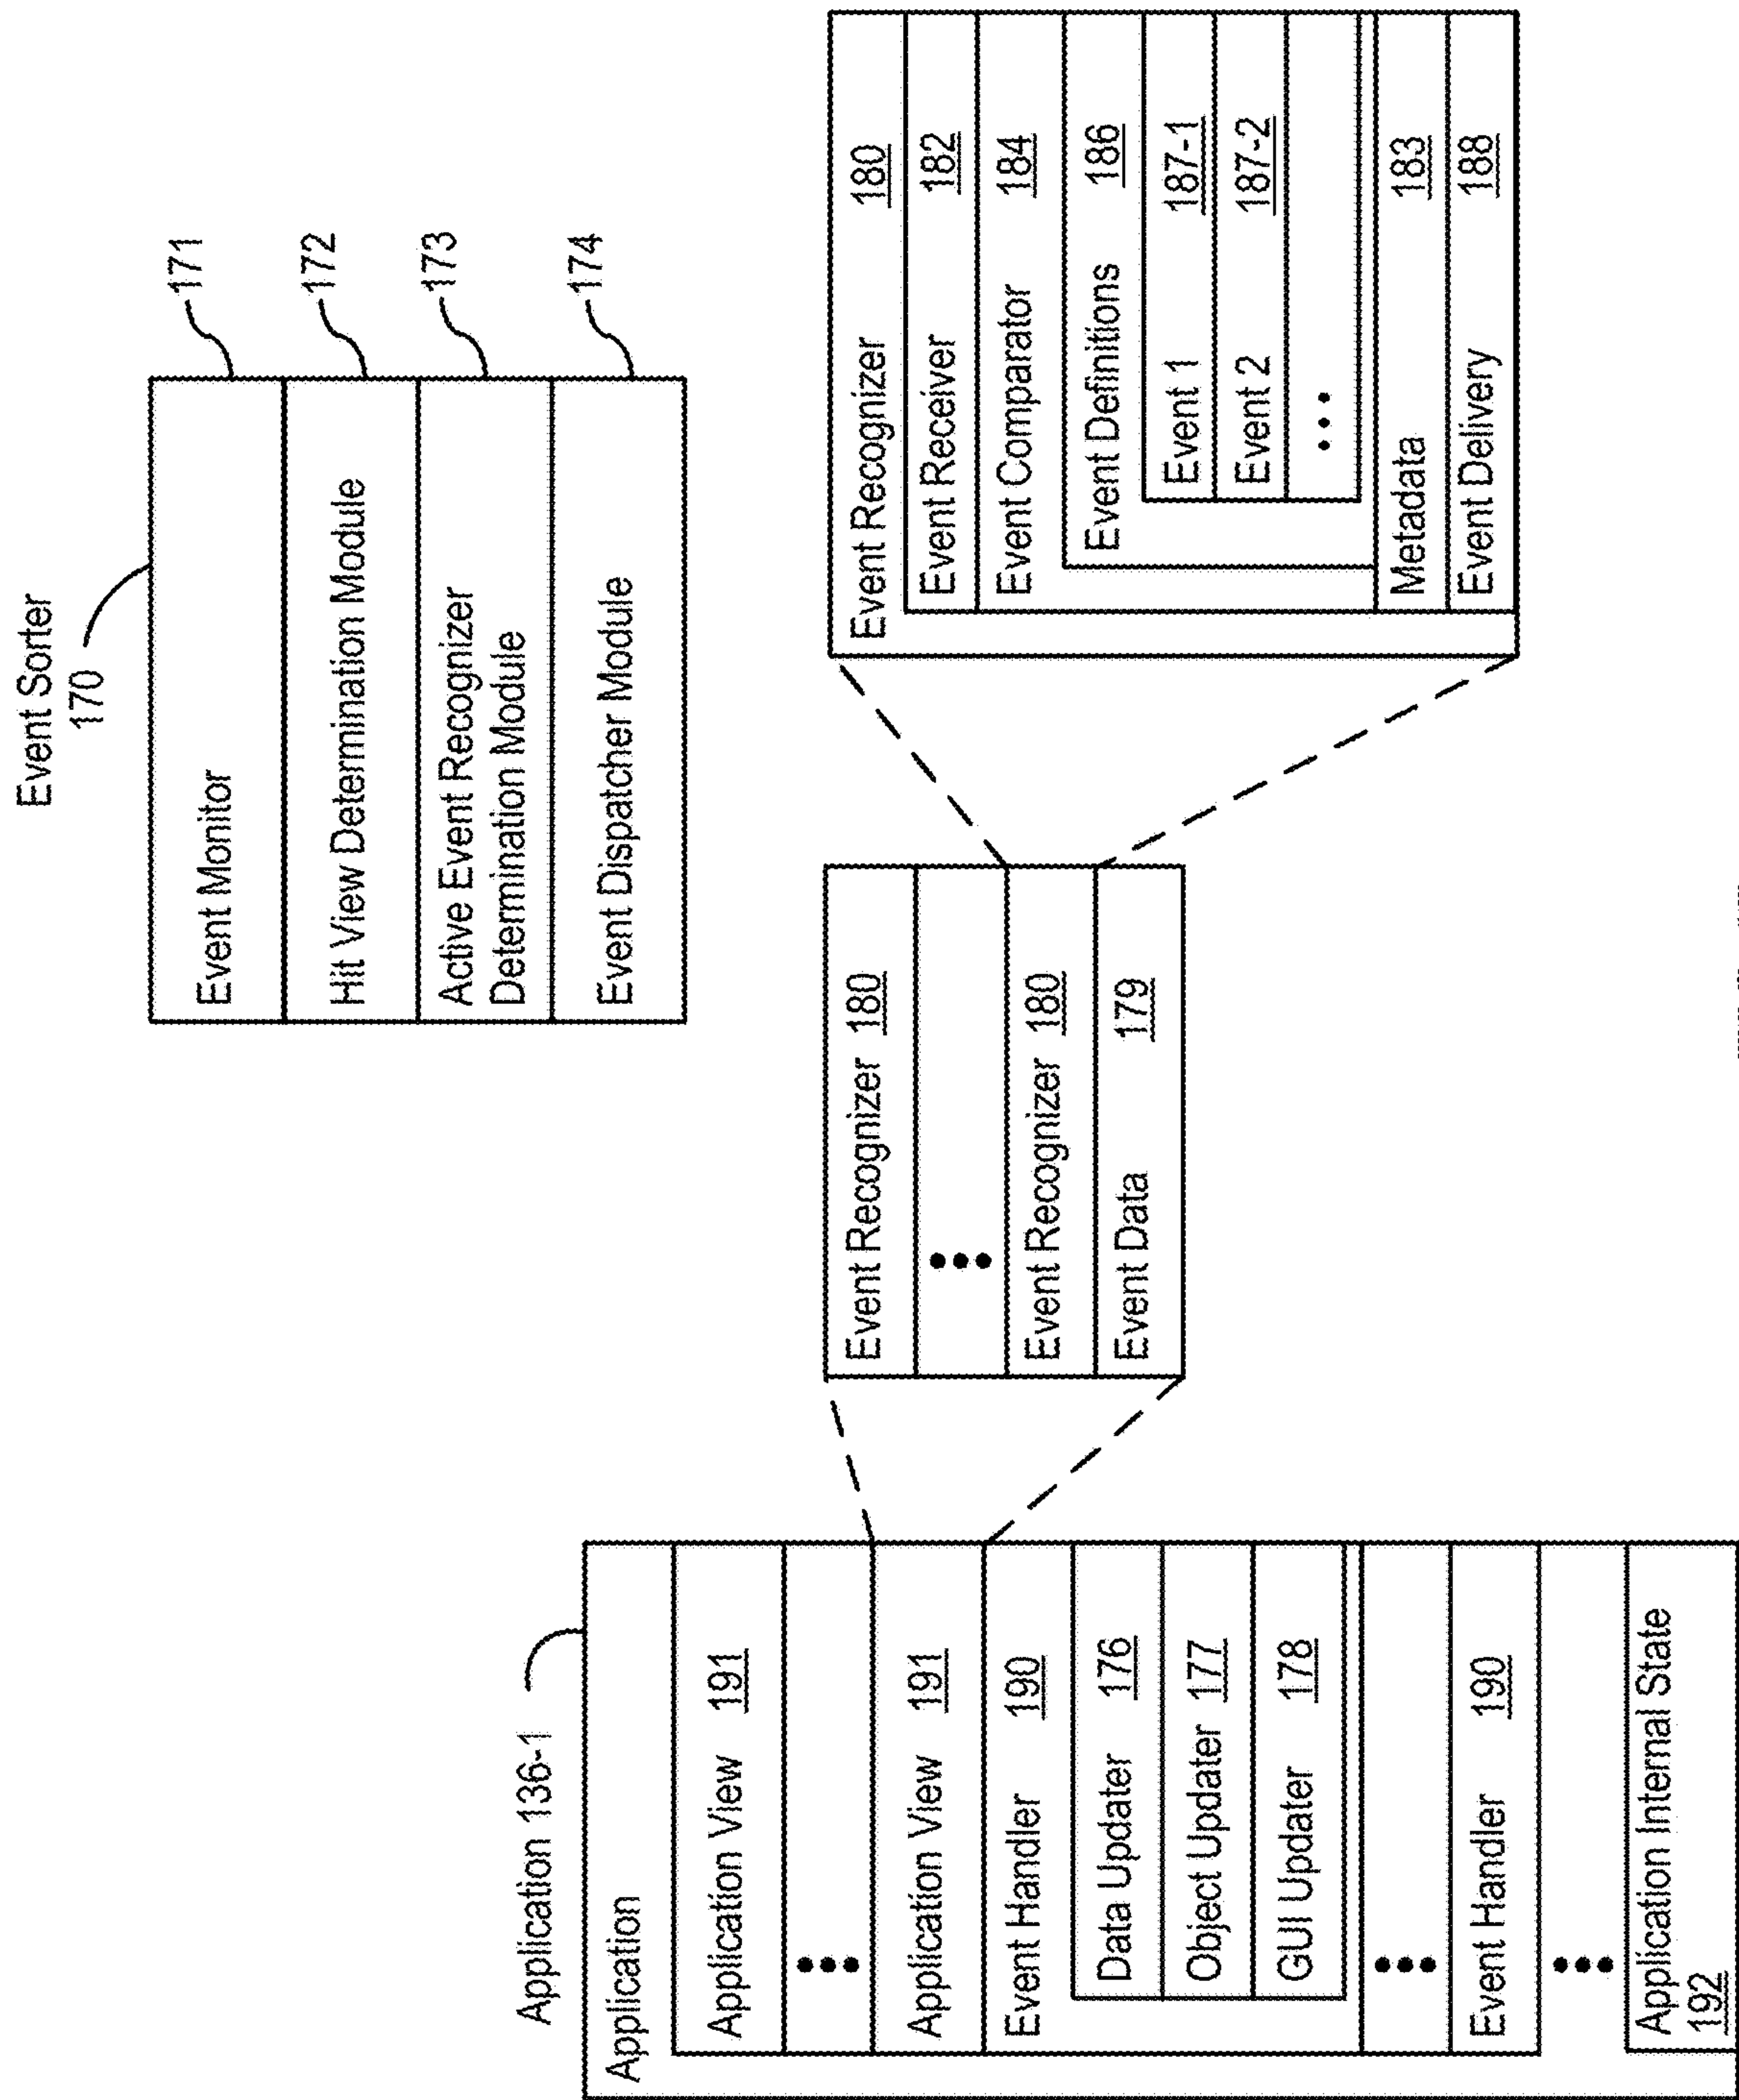 Event Sorter
170
Event Monitor
171
Hit View Determination Module
172
Active Event Recognizer
Determination Module
173
Event Dispatcher Module
174
Application 136-1
Application
Application View 191
•••
Application View 191
Event Handler 190
Data Updater 176
Object Updater 177
GUI Updater 178
•••
Event Handler 190
•••
Application Internal State
192
Event Recognizer 180
•••
Event Recognizer 180
Event Data 179
Event Recognizer 180
Event Receiver 182
Event Comparator 184
Event Definitions 186
Event 1 187-1
Event 2 187-2
•••
Metadata 183
Event Delivery 188